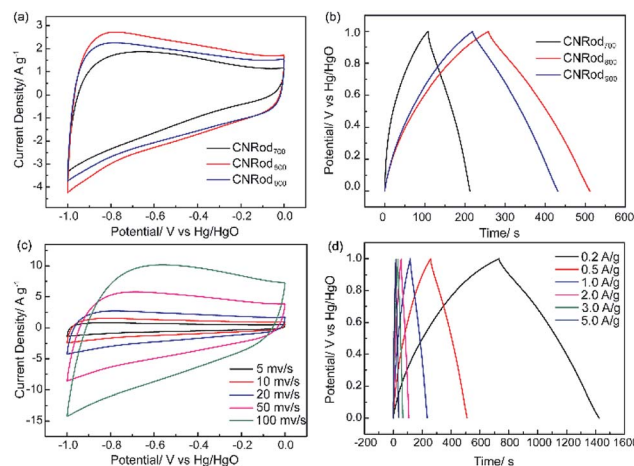 (a)
Current Density/ A g⁻¹
3
2
1
0
-1
-2
-3
-4
CNRod₇₀₀
CNRod₈₀₀
CNRod₉₀₀
-1.0 -0.8 -0.6 -0.4 -0.2 0.0
Potential/ V vs Hg/HgO
(b)
Potential/ V vs Hg/HgO
1.0
0.8
0.6
0.4
0.2
0.0
CNRod₇₀₀
CNRod₈₀₀
CNRod₉₀₀
0 100 200 300 400 500 600
Time/ s
(c)
Current Density/ A g⁻¹
10
5
0
-5
-10
-15
5 mv/s
10 mv/s
20 mv/s
50 mv/s
100 mv/s
-1.0 -0.8 -0.6 -0.4 -0.2 0.0
Potential/ V vs Hg/HgO
(d)
Potential/ V vs Hg/HgO
1.0
0.8
0.6
0.4
0.2
0.0
0.2 A/g
0.5 A/g
1.0 A/g
2.0 A/g
3.0 A/g
5.0 A/g
-200 0 200 400 600 800 1000 1200 1400 1600
Time/ s